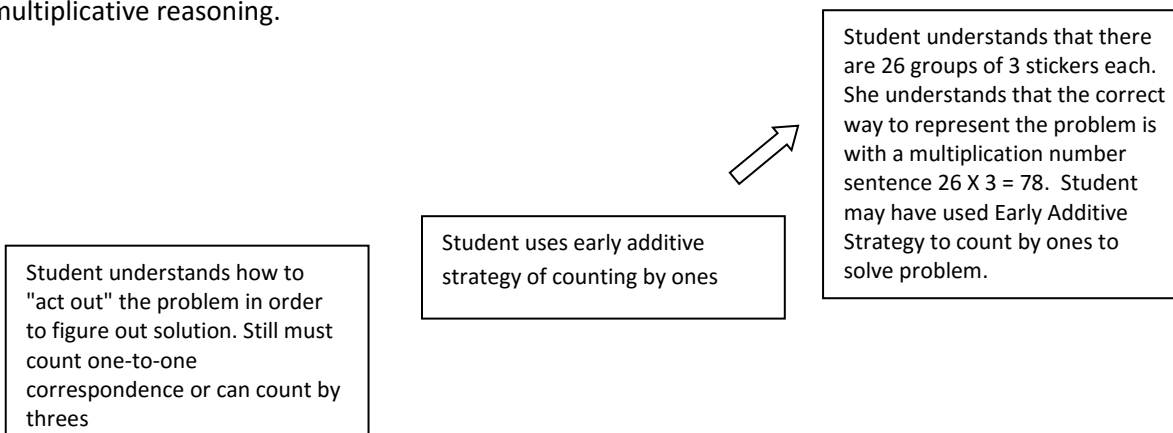 multiplicative reasoning.
Student understands that there
are 26 groups of 3 stickers each.
She understands that the correct
way to represent the problem is
with a multiplication number
sentence 26 X 3 = 78.  Student
may have used Early Additive
Strategy to count by ones to
solve problem.
Student uses early additive
strategy of counting by ones
Student understands how to
"act out" the problem in order
to figure out solution. Still must
count one-to-one
correspondence or can count by
threes